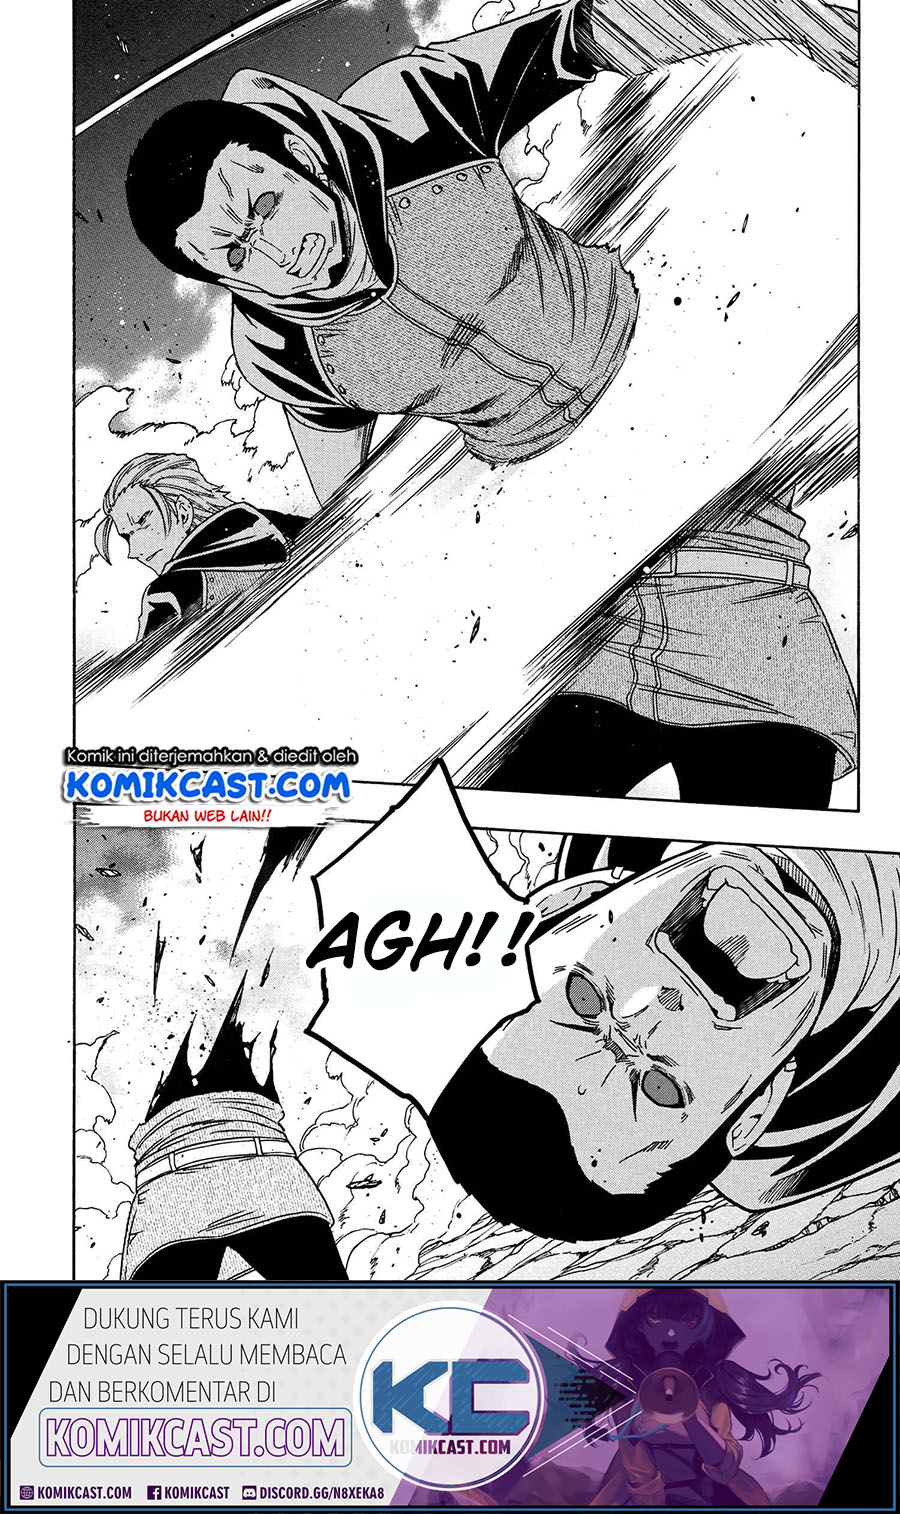 Komik ini diterjemahkan & diedit oleh
KOMIKCAST.COM
BUKAN WEB LAIN!!
AGH!!
DUKUNG TERUS KAMI
DENGAN SELALU MEMBACA
DAN BERKOMENTAR DI
KOMIKCAST.COM
KC
KOMIKCAST.COM
KOMIKCAST.COM KOMIKCAST DISCORD.GG/N8XEKA8